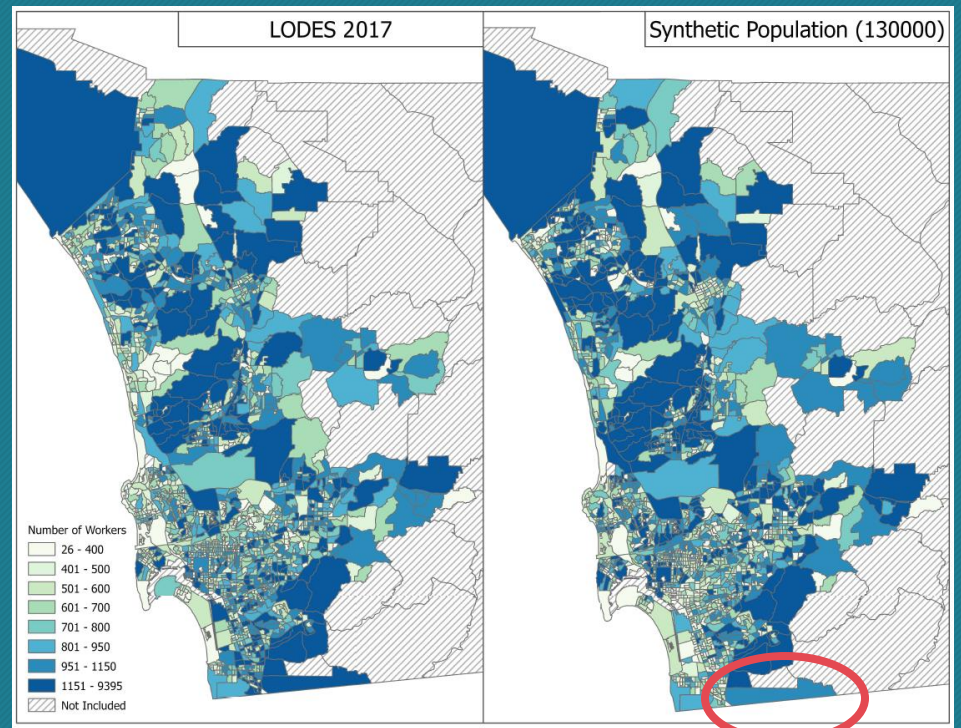 LODES 2017
Synthetic Population (130000)
Number of Workers
26 - 400
401 - 500
501 - 600
601 - 700
701 - 800
801 - 950
951 - 1150
1151 - 9395
Not Included